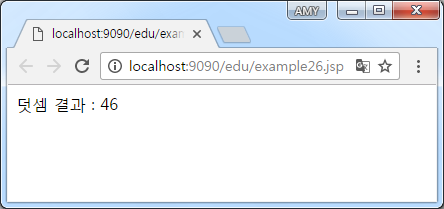 AMY
localhost:9090/edu/exam
localhost:9090/edu/example26.jsp
덧셈 결과 : 46